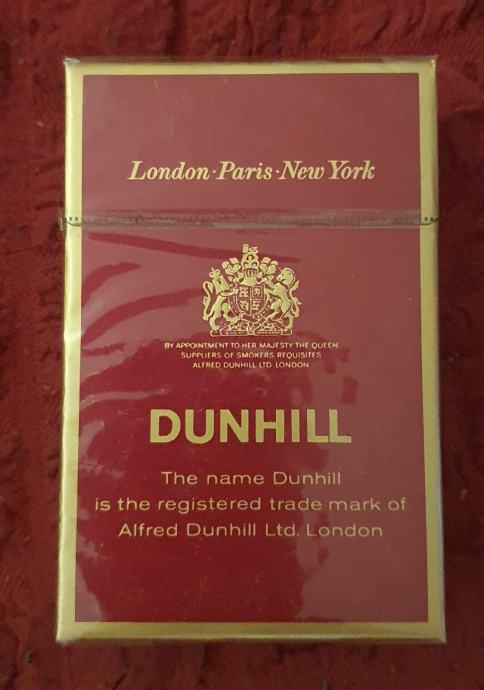 London·Paris·New York
BY APPOINTMENT TO HER MAJESTY THE QUEEN
SUPPLIERS OF SMOKERS REQUISITES
ALFRED DUNHILL LTD LONDON
DUNHILL
The name Dunhill
is the registered trade mark of
Alfred Dunhill Ltd. London